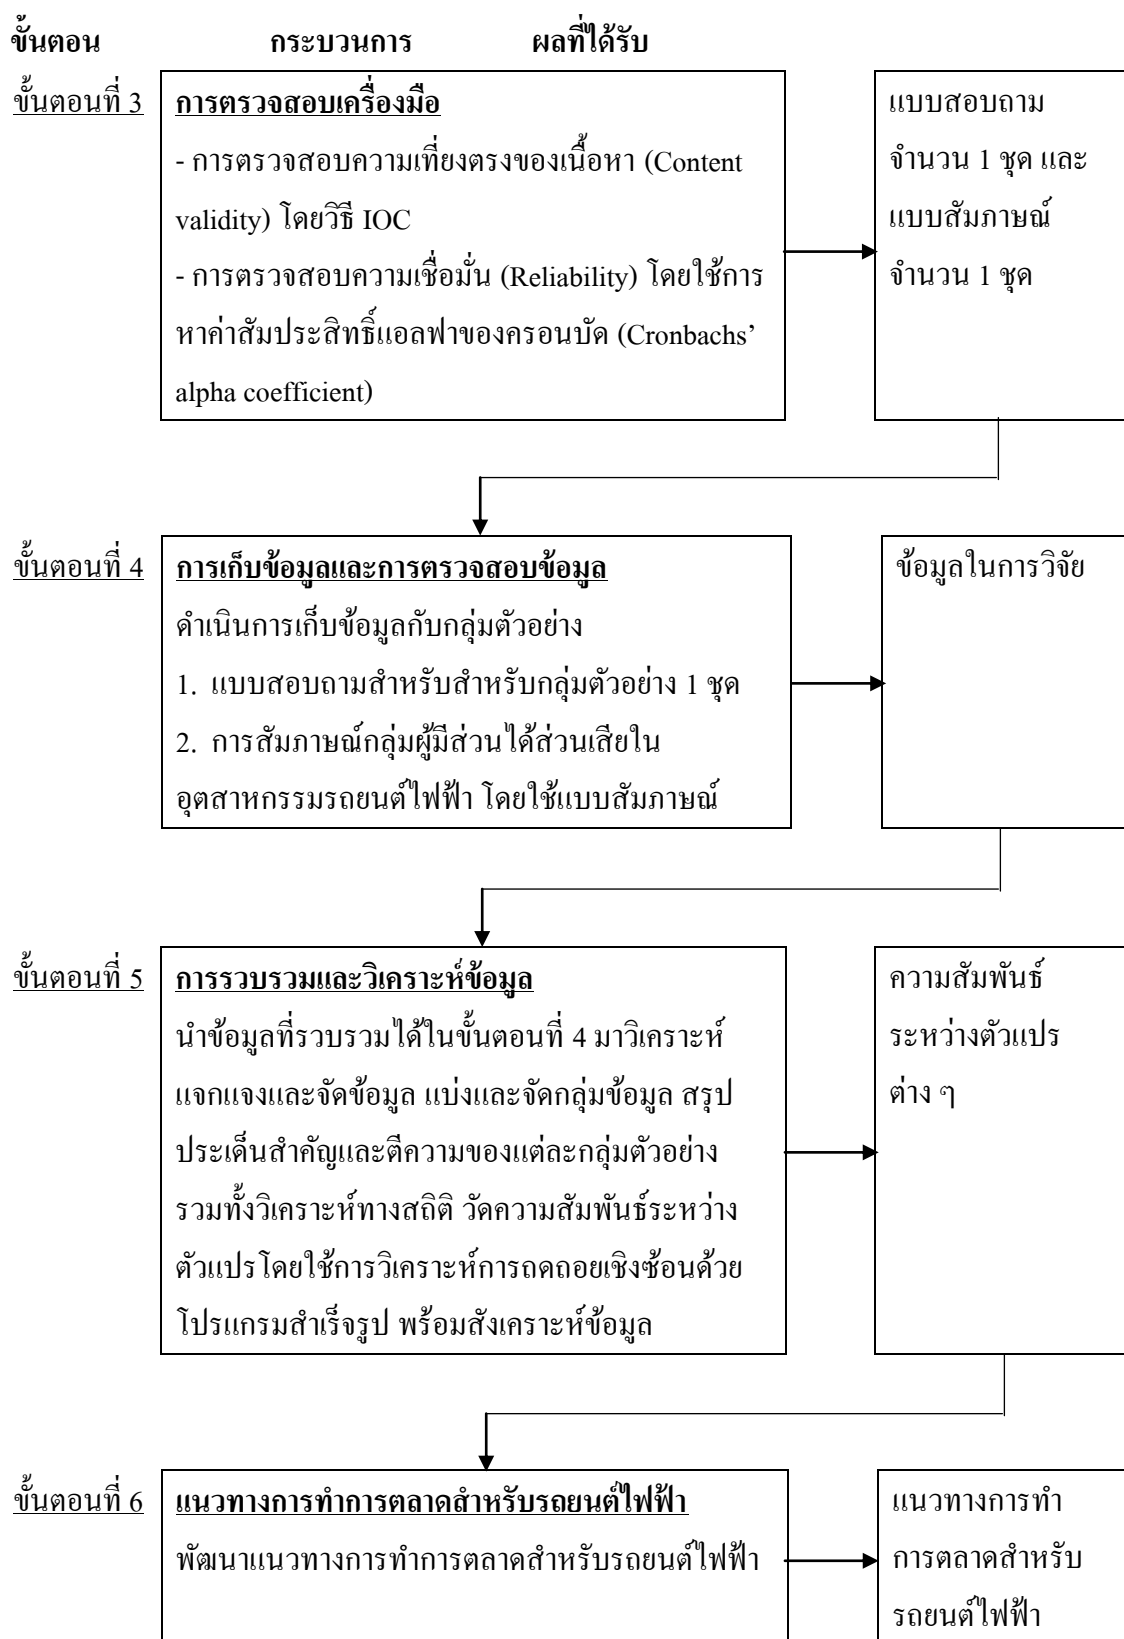 ขั้นตอน กระบวนการ ผลที่ได้รับ
ขั้นตอนที่ 3
การตรวจสอบเครื่องมือ
- การตรวจสอบความเที่ยงตรงของเนื้อหา (Content
validity) โดยวิธี IOC
- การตรวจสอบความเชื่อมั่น (Reliability) โดยใช้การ
หาค่าสัมประสิทธิ์แอลฟาของครอนบัด (Cronbachs’
alpha coefficient)
แบบสอบถาม
จำนวน 1 ชุด และ
แบบสัมภาษณ์
จำนวน 1 ชุด
ขั้นตอนที่ 4
การเก็บข้อมูลและการตรวจสอบข้อมูล
ดำเนินการเก็บข้อมูลกับกลุ่มตัวอย่าง
1. แบบสอบถามสำหรับสำหรับกลุ่มตัวอย่าง 1 ชุด
2. การสัมภาษณ์กลุ่มผู้มีส่วนได้ส่วนเสียใน
อุตสาหกรรมรถยนต์ไฟฟ้า โดยใช้แบบสัมภาษณ์
ข้อมูลในการวิจัย
ขั้นตอนที่ 5
การรวบรวมและวิเคราะห์ข้อมูล
นำข้อมูลที่รวบรวมได้ในขั้นตอนที่ 4 มาวิเคราะห์
แจกแจงและจัดข้อมูล แบ่งและจัดกลุ่มข้อมูล สรุป
ประเด็นสำคัญและตีความของแต่ละกลุ่มตัวอย่าง
รวมทั้งวิเคราะห์ทางสถิติ วัดความสัมพันธ์ระหว่าง
ตัวแปรโดยใช้การวิเคราะห์การถดถอยเชิงซ้อนด้วย
โปรแกรมสำเร็จรูป พร้อมสังเคราะห์ข้อมูล
ความสัมพันธ์
ระหว่างตัวแปร
ต่าง ๆ
ขั้นตอนที่ 6
แนวทางการทำการตลาดสำหรับรถยนต์ไฟฟ้า
พัฒนาแนวทางการทำการตลาดสำหรับรถยนต์ไฟฟ้า
แนวทางการทำ
การตลาดสำหรับ
รถยนต์ไฟฟ้า